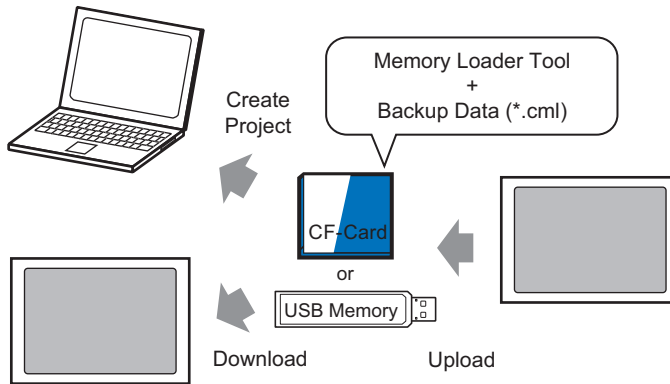 Memory Loader Tool
+
Backup Data (*.cml)
Create
Project
CF-Card
or
USB Memory
Download
Upload